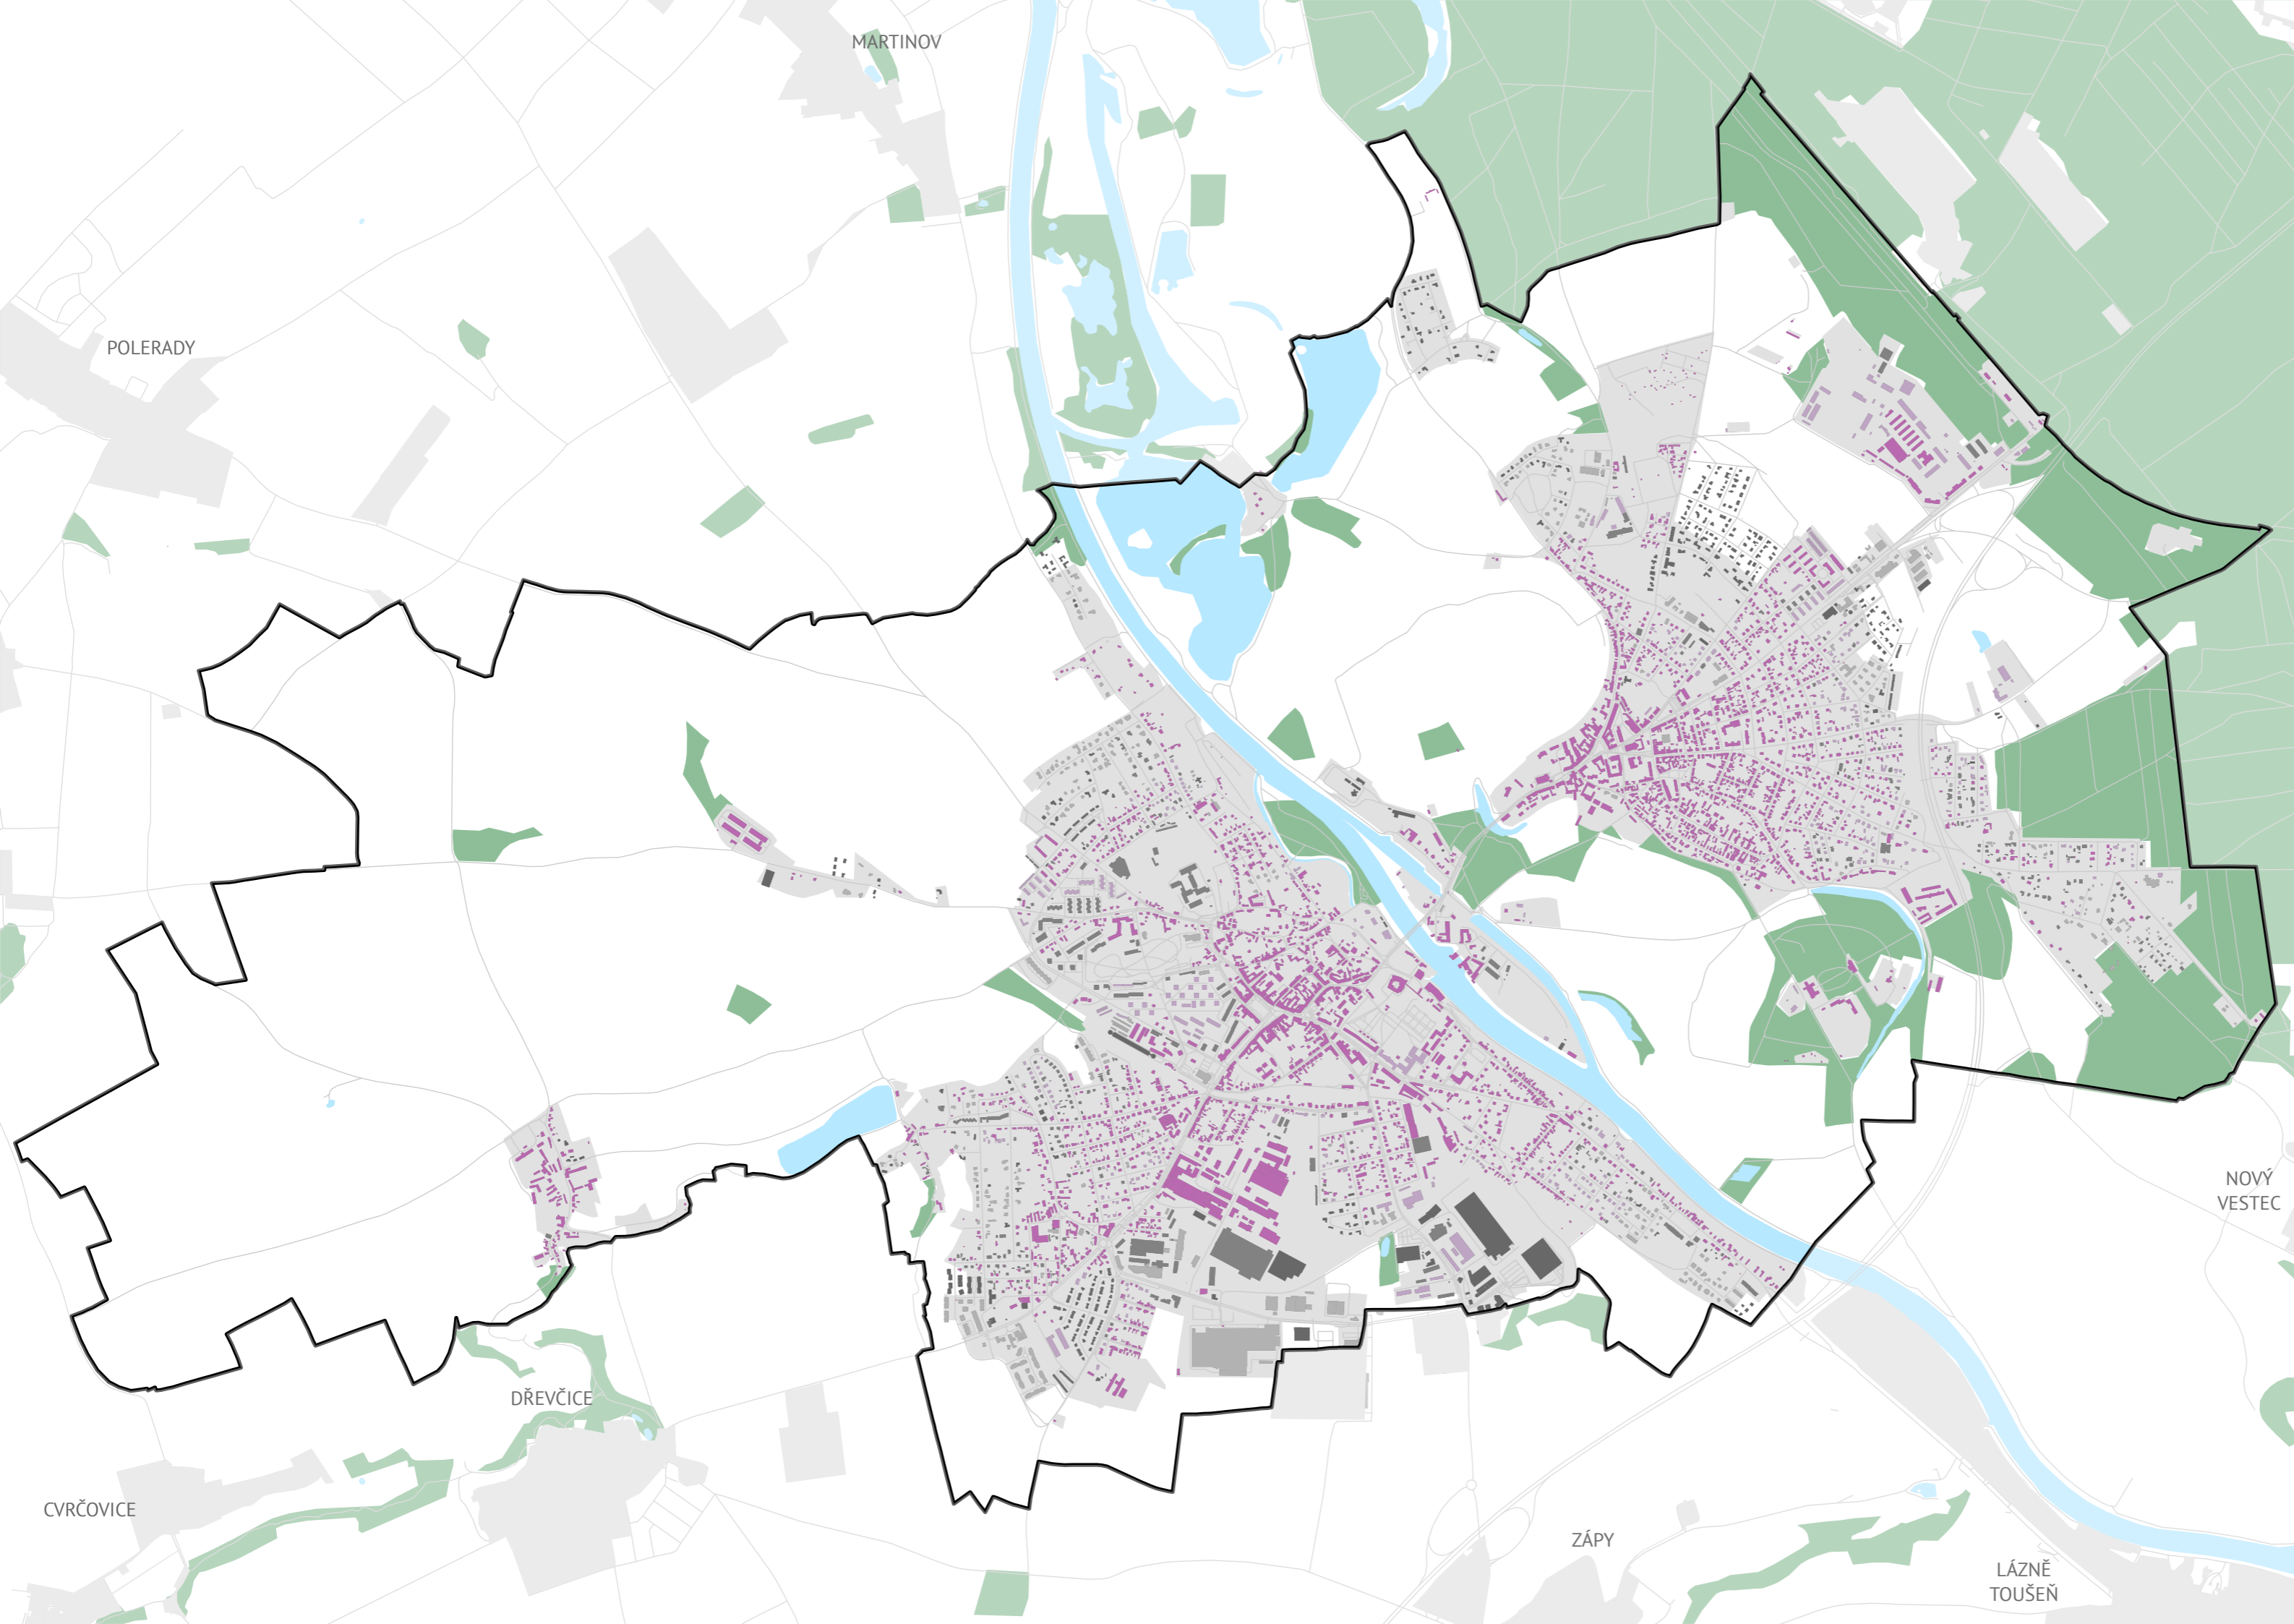 MARTINOV
POLERADY
NOVÝ
VESTEC
DŘEVČICE
CVRČOVICE
ZÁPY
LÁZNĚ
TOUŠEŇ